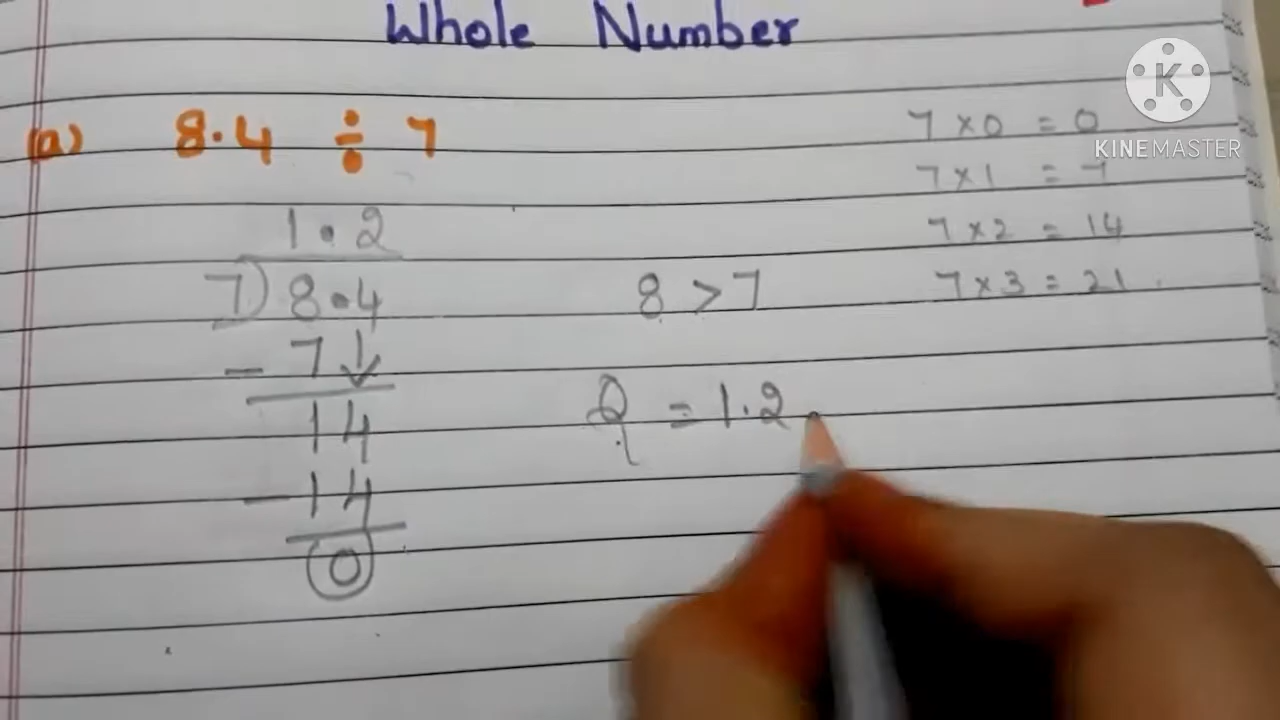 Whole Number
(a) 8.4 ÷ 7
1.2
7)8.4
- 7↓
14
-14
0
8 > 7
Q = 1.2
7 × 0 = 0
7 × 1 = 7
7 × 2 = 14
7 × 3 = 21
K
KINEMASTER